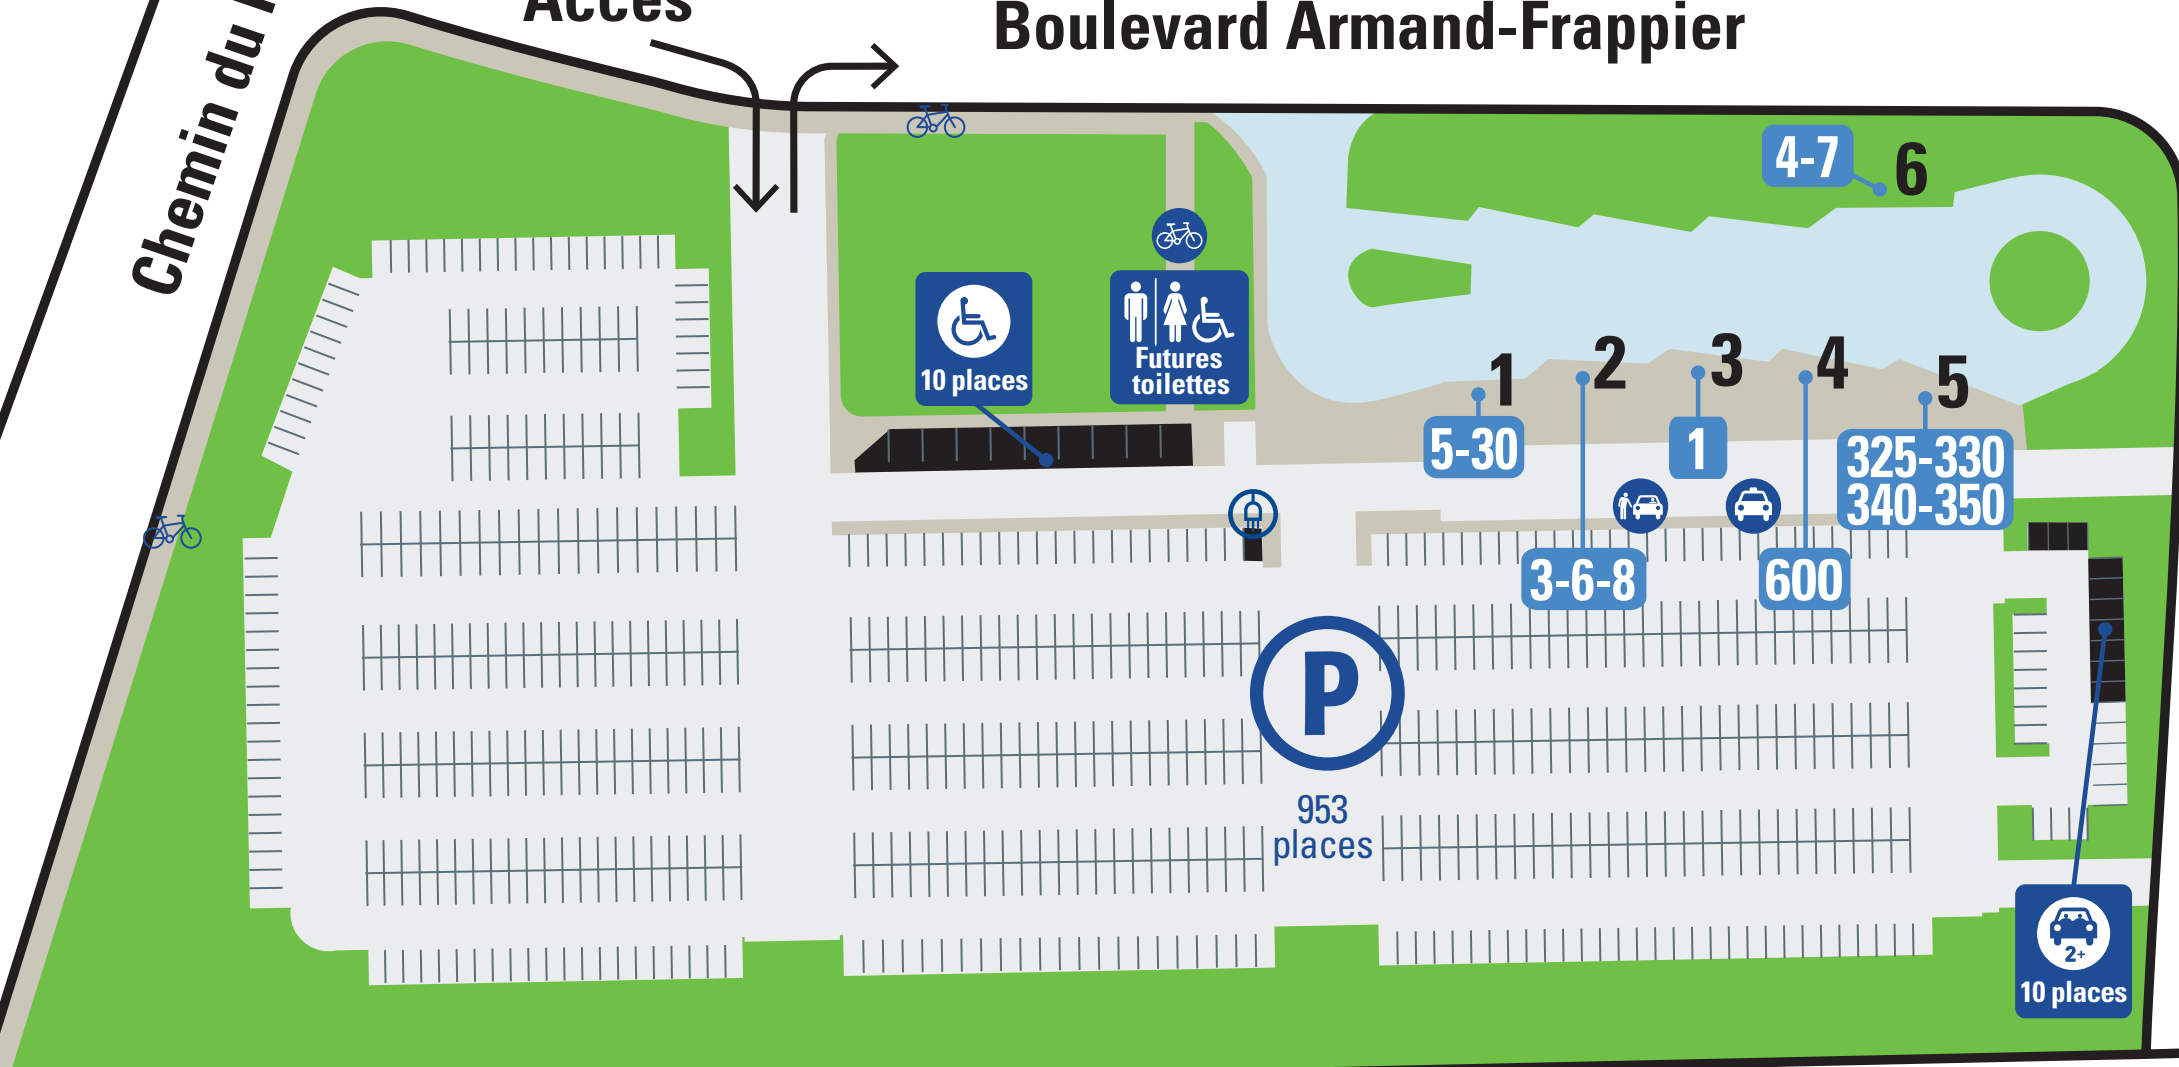 Accès
Boulevard Armand-Frappier
Chemin du
4-7
6
10 places
Futures
toilettes
1
2
3
4
5
5-30
1
325-330
340-350
3-6-8
600
P
953
places
2+
10 places